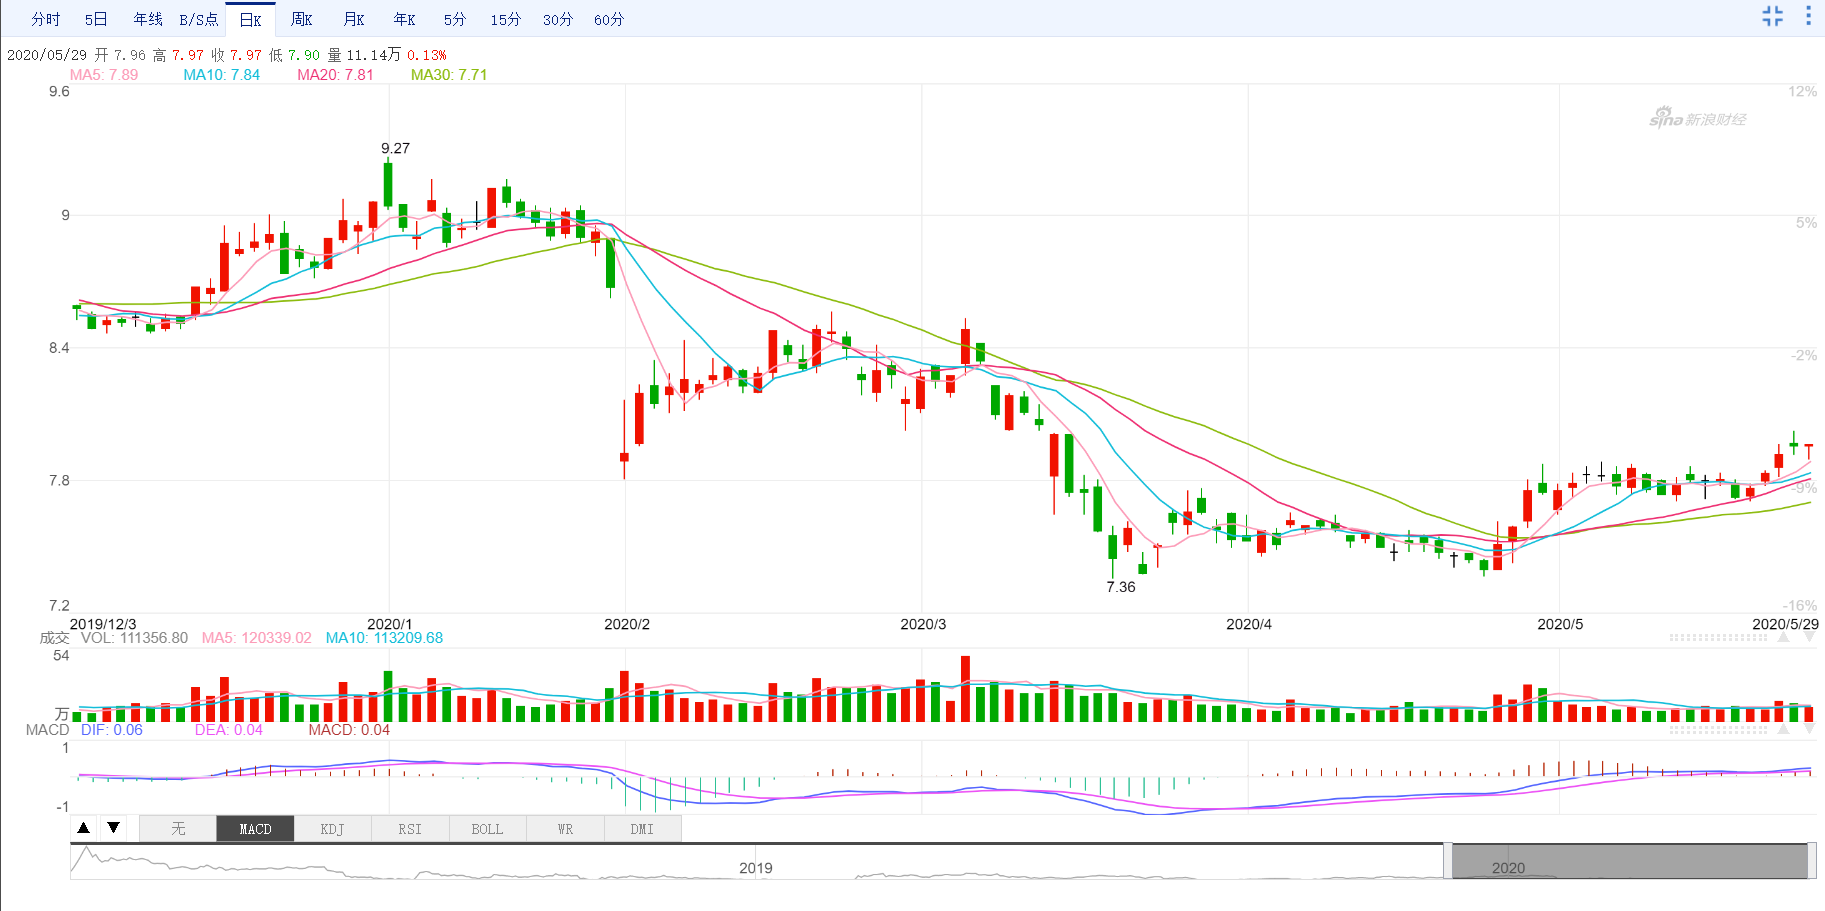 分时 5日 年线 B/S点 日K 周K 月K 年K 5分 15分 30分 60分
2020/05/29 开 7.96 高 7.97 收 7.97 低 7.90 量 11.14万 0.13%
MA5: 7.89 MA10: 7.84 MA20: 7.81 MA30: 7.71
9.6 12%
sina新浪财经
9.27
9 5%
8.4 -2%
7.8 -9%
7.36
7.2 -16%
2019/12/3 2020/1 2020/2 2020/3 2020/4 2020/5 2020/5/29
成交 VOL: 111356.80 MA5: 120339.02 MA10: 113209.68
54
万
MACD DIF: 0.06 DEA: 0.04 MACD: 0.04
1
-1
▲ ▼ 无 MACD KDJ RSI BOLL WR DMI
2019 2020